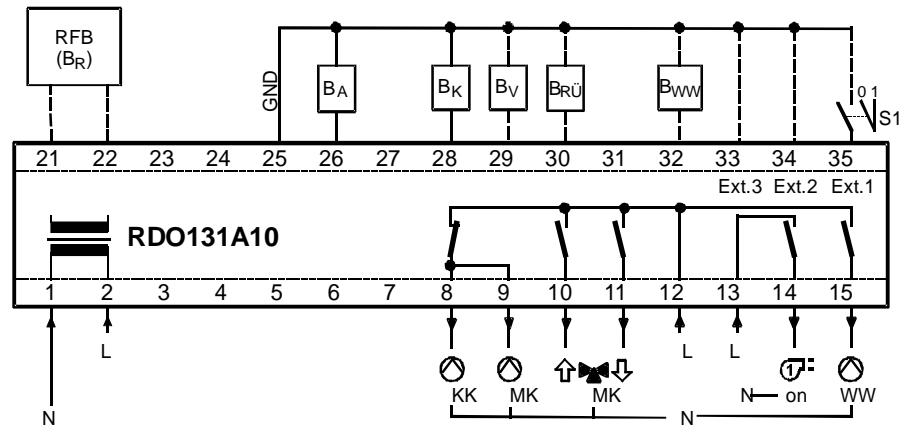 RFB
(BR)
GND
BA
BK
BV
BRÜ
BWW
0 1
S1
21 22 23 24 25 26 27 28 29 30 31 32 33 34 35
Ext.3 Ext.2 Ext.1
RDO131A10
1 2 3 4 5 6 7 8 9 10 11 12 13 14 15
L L L
1
KK MK MK N on WW
N N